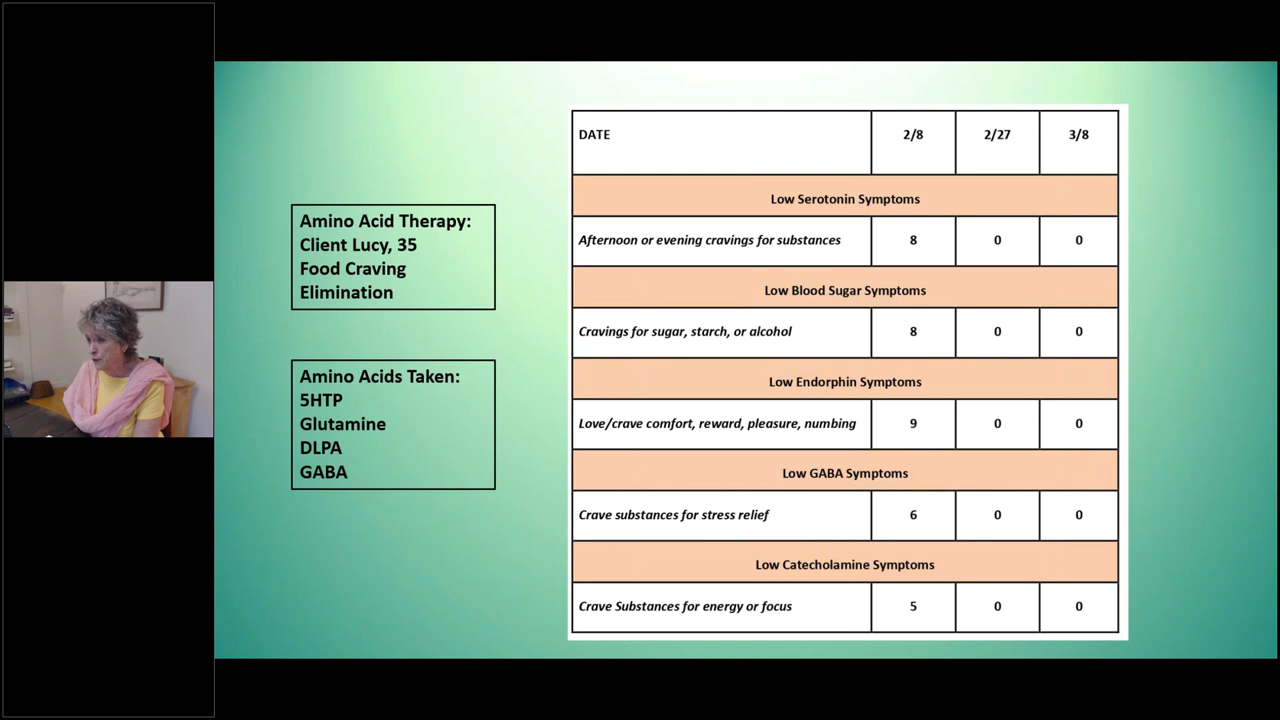 Amino Acid Therapy:
Client Lucy, 35
Food Craving
Elimination
Amino Acids Taken:
5HTP
Glutamine
DLPA
GABA
DATE 2/8 2/27 3/8
Low Serotonin Symptoms
Afternoon or evening cravings for substances 8 0 0
Low Blood Sugar Symptoms
Cravings for sugar, starch, or alcohol 8 0 0
Low Endorphin Symptoms
Love/crave comfort, reward, pleasure, numbing 9 0 0
Low GABA Symptoms
Crave substances for stress relief 6 0 0
Low Catecholamine Symptoms
Crave Substances for energy or focus 5 0 0